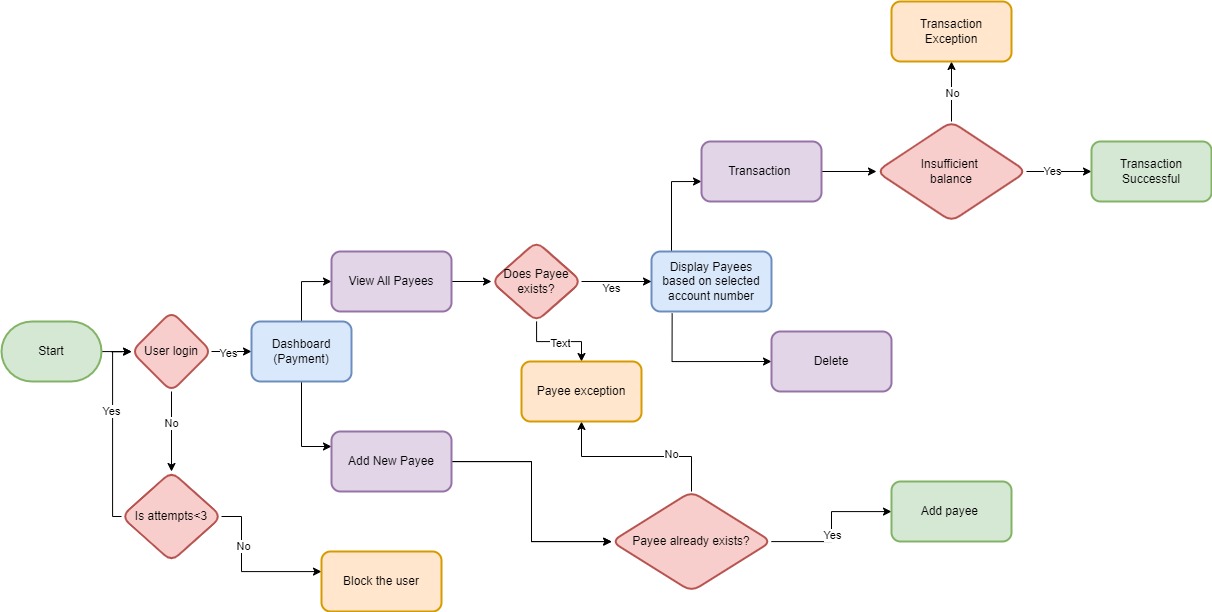 Transaction
Exception
No
Transaction
Insufficient
balance
Yes
Transaction
Successful
View All Payees
Does Payee
exists?
Yes
Display Payees
based on selected
account number
Start
User login
Yes
Dashboard
(Payment)
Text
Delete
Payee exception
Yes
No
Add New Payee
No
Is attempts<3
No
Payee already exists?
Yes
Add payee
Block the user